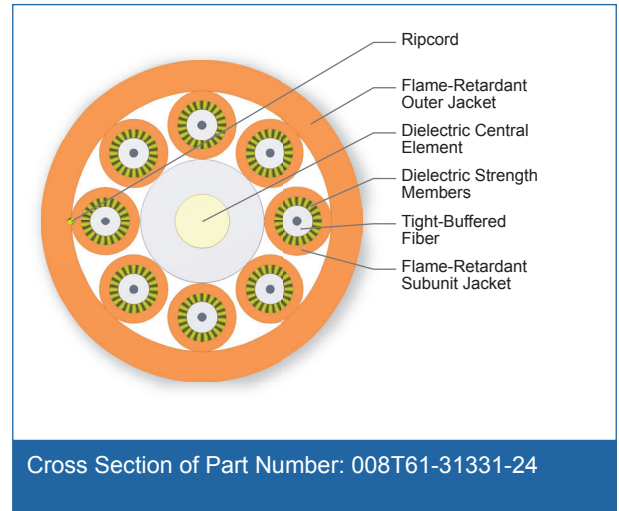 Ripcord
Flame-Retardant
Outer Jacket
Dielectric Central
Element
Dielectric Strength
Members
Tight-Buffered
Fiber
Flame-Retardant
Subunit Jacket
Cross Section of Part Number: 008T61-31331-24